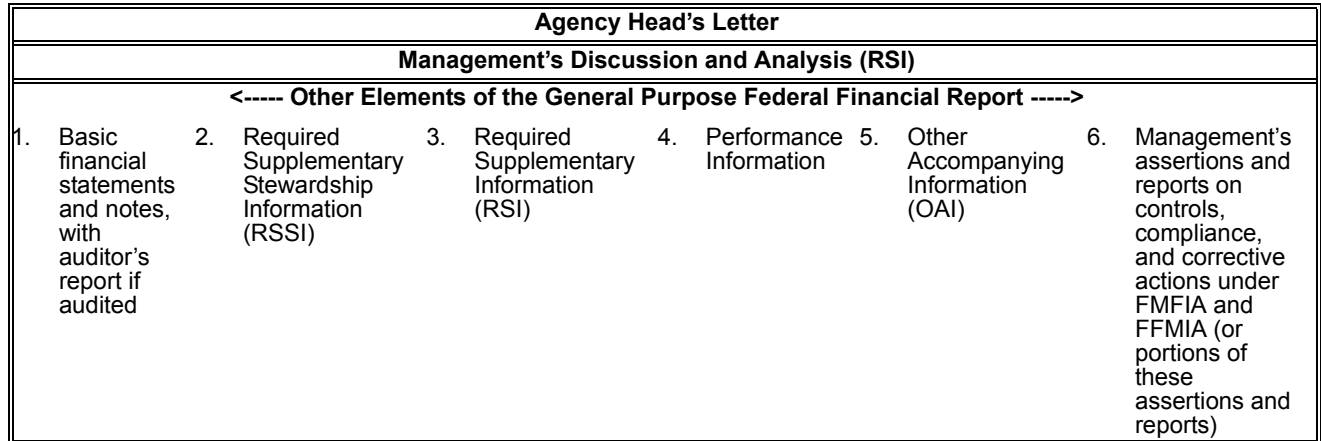 Agency Head’s Letter
Management’s Discussion and Analysis (RSI)
<----- Other Elements of the General Purpose Federal Financial Report ----->
1. Basic
financial
statements
and notes,
with
auditor’s
report if
audited
2. Required
Supplementary
Stewardship
Information
(RSSI)
3. Required
Supplementary
Information
(RSI)
4. Performance
Information
5. Other
Accompanying
Information
(OAI)
6. Management’s
assertions and
reports on
controls,
compliance,
and corrective
actions under
FMFIA and
FFMIA (or
portions of
these
assertions and
reports)